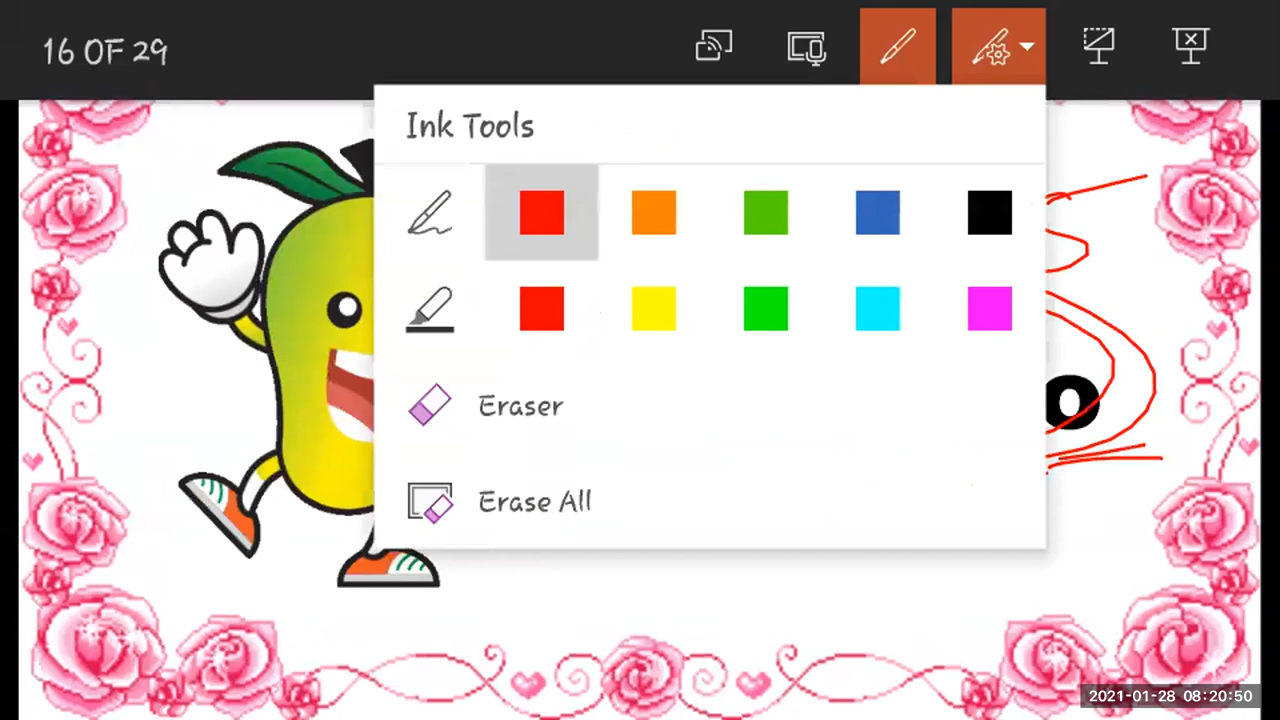 16 OF 29
Ink Tools
Eraser
o
Erase All
2021-01-28 08:20:50